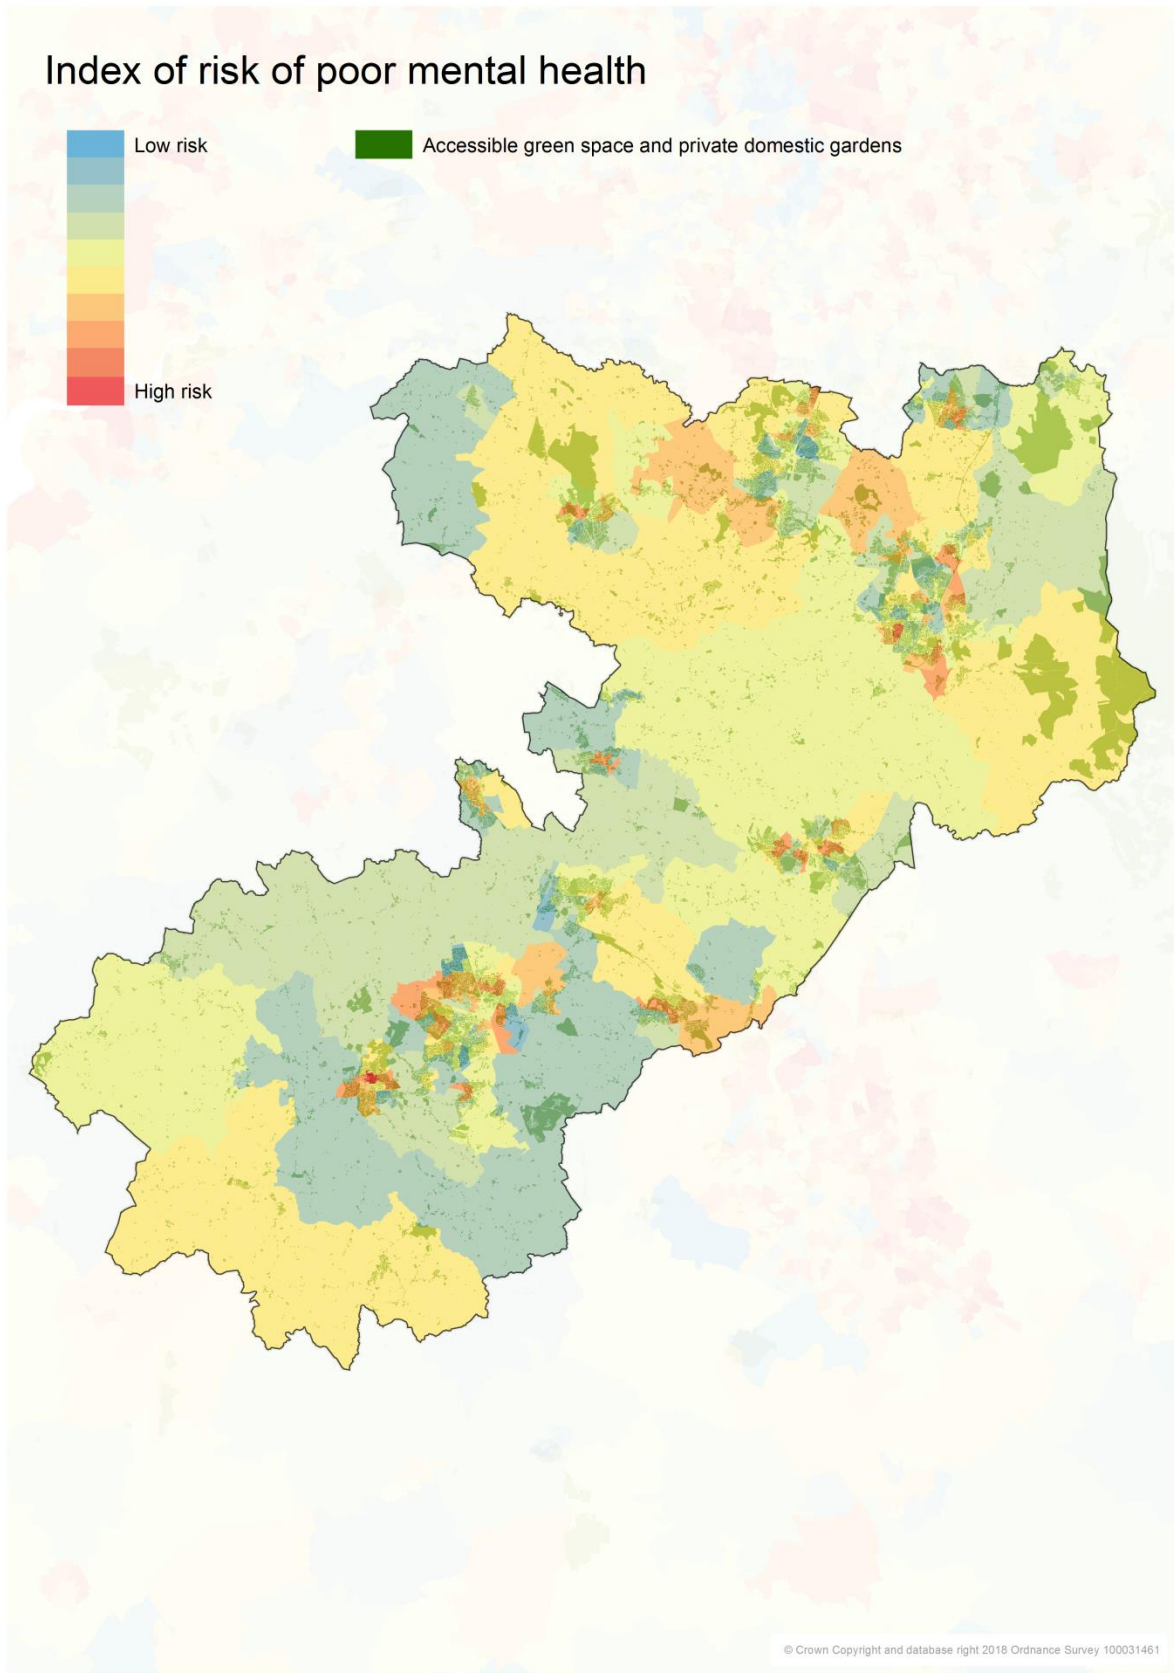 Index of risk of poor mental health
Low risk
Accessible green space and private domestic gardens
High risk
© Crown Copyright and database right 2018 Ordnance Survey 100031461